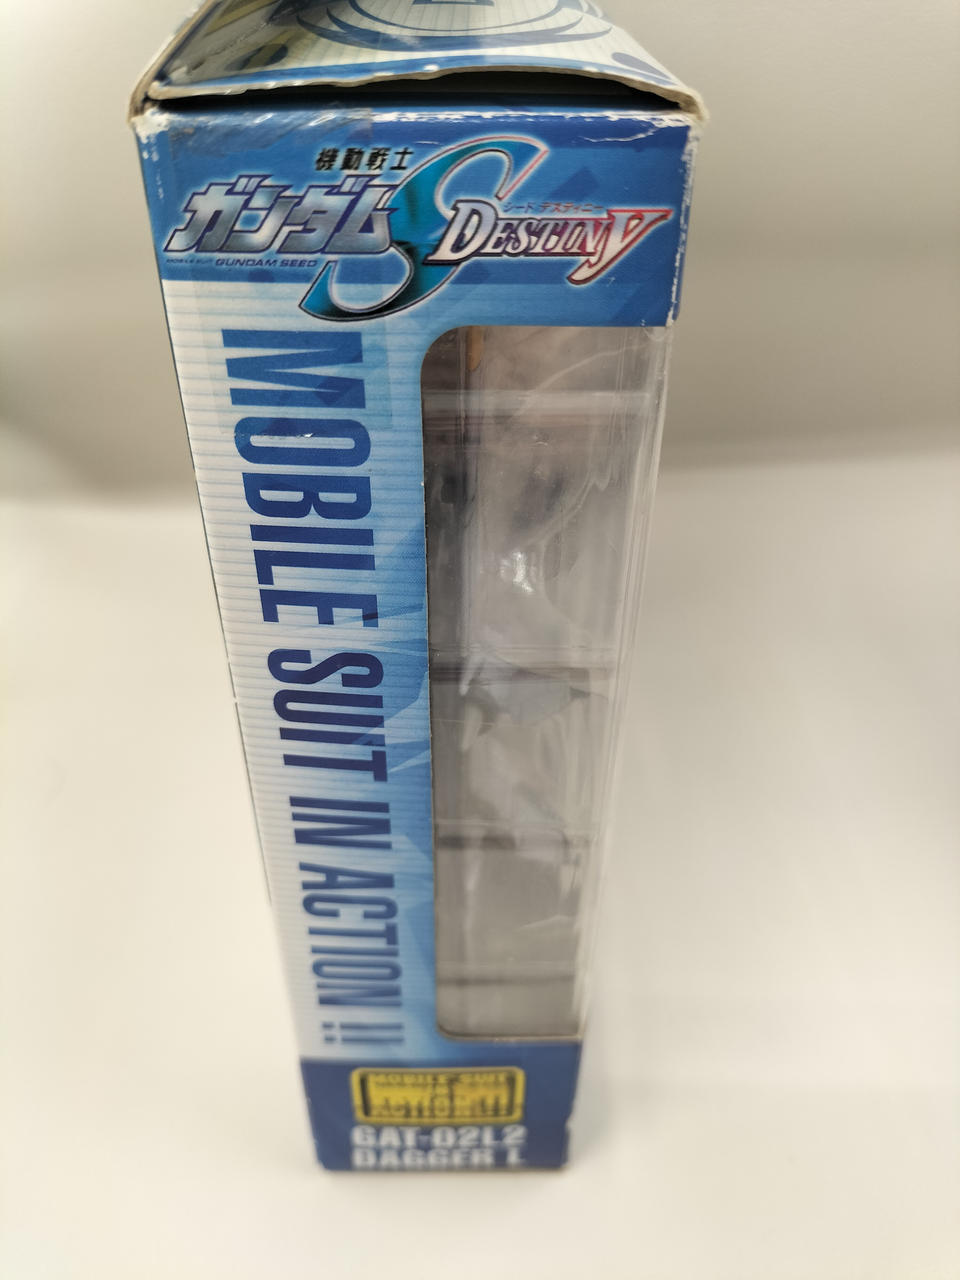 機動戦士
ガンダム
シード デスティニー
DESTINY
MOBILE SUIT GUNDAM SEED
MOBILE SUIT IN ACTION !!
MOBILE SUIT
IN
ACTION!!
GAT-02L2
DAGGER L